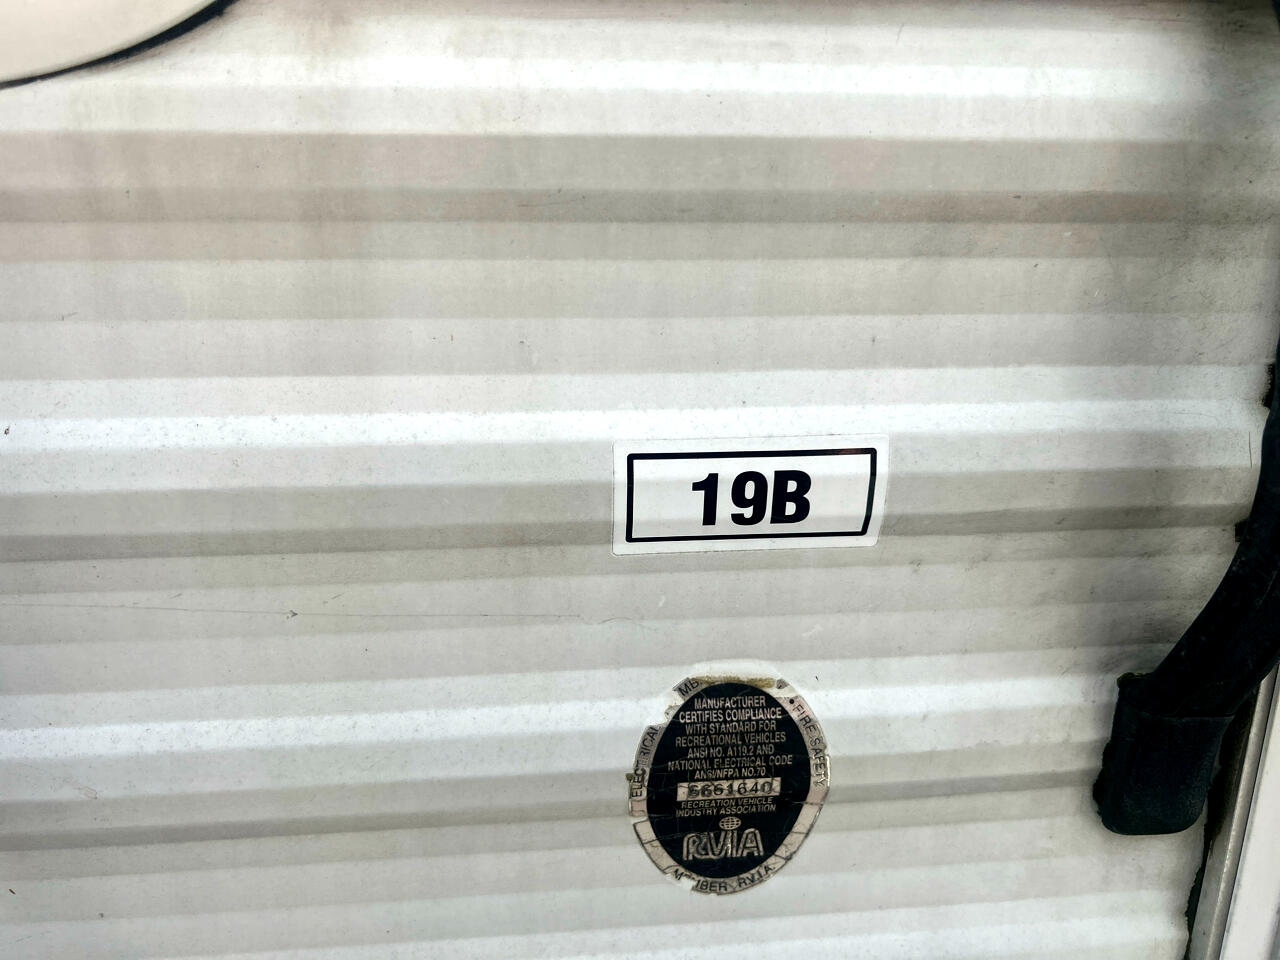 19B
MANUFACTURER
CERTIFIES COMPLIANCE
WITH STANDARD FOR
RECREATIONAL VEHICLES
ANSI NO. A119.2 AND
NATIONAL ELECTRICAL CODE
ANSI/NFPA NO.70
RECREATION VEHICLE
INDUSTRY ASSOCIATION
RVIA
ELECTRICAL
• FIRE SAFETY
MEMBER R.V.I.A.